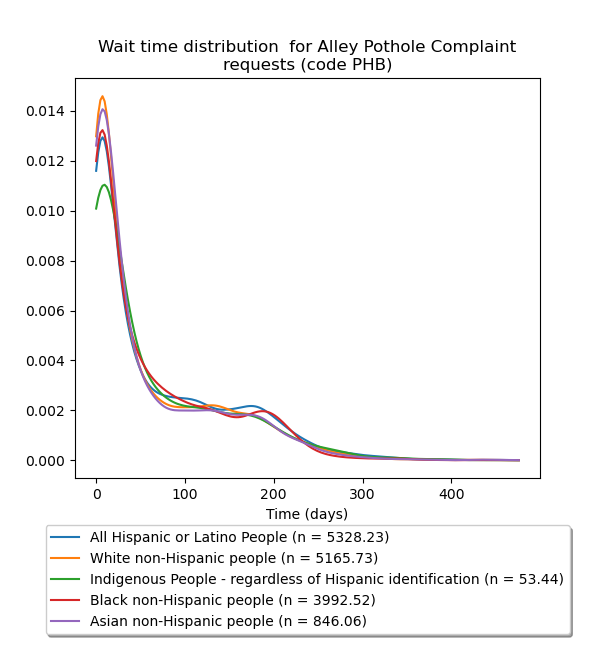 Wait time distribution  for Alley Pothole Complaint
requests (code PHB)
0.014
0.012
0.010
0.008
0.006
0.004
0.002
0.000
0 100 200 300 400
Time (days)
All Hispanic or Latino People (n = 5328.23)
White non-Hispanic people (n = 5165.73)
Indigenous People - regardless of Hispanic identification (n = 53.44)
Black non-Hispanic people (n = 3992.52)
Asian non-Hispanic people (n = 846.06)